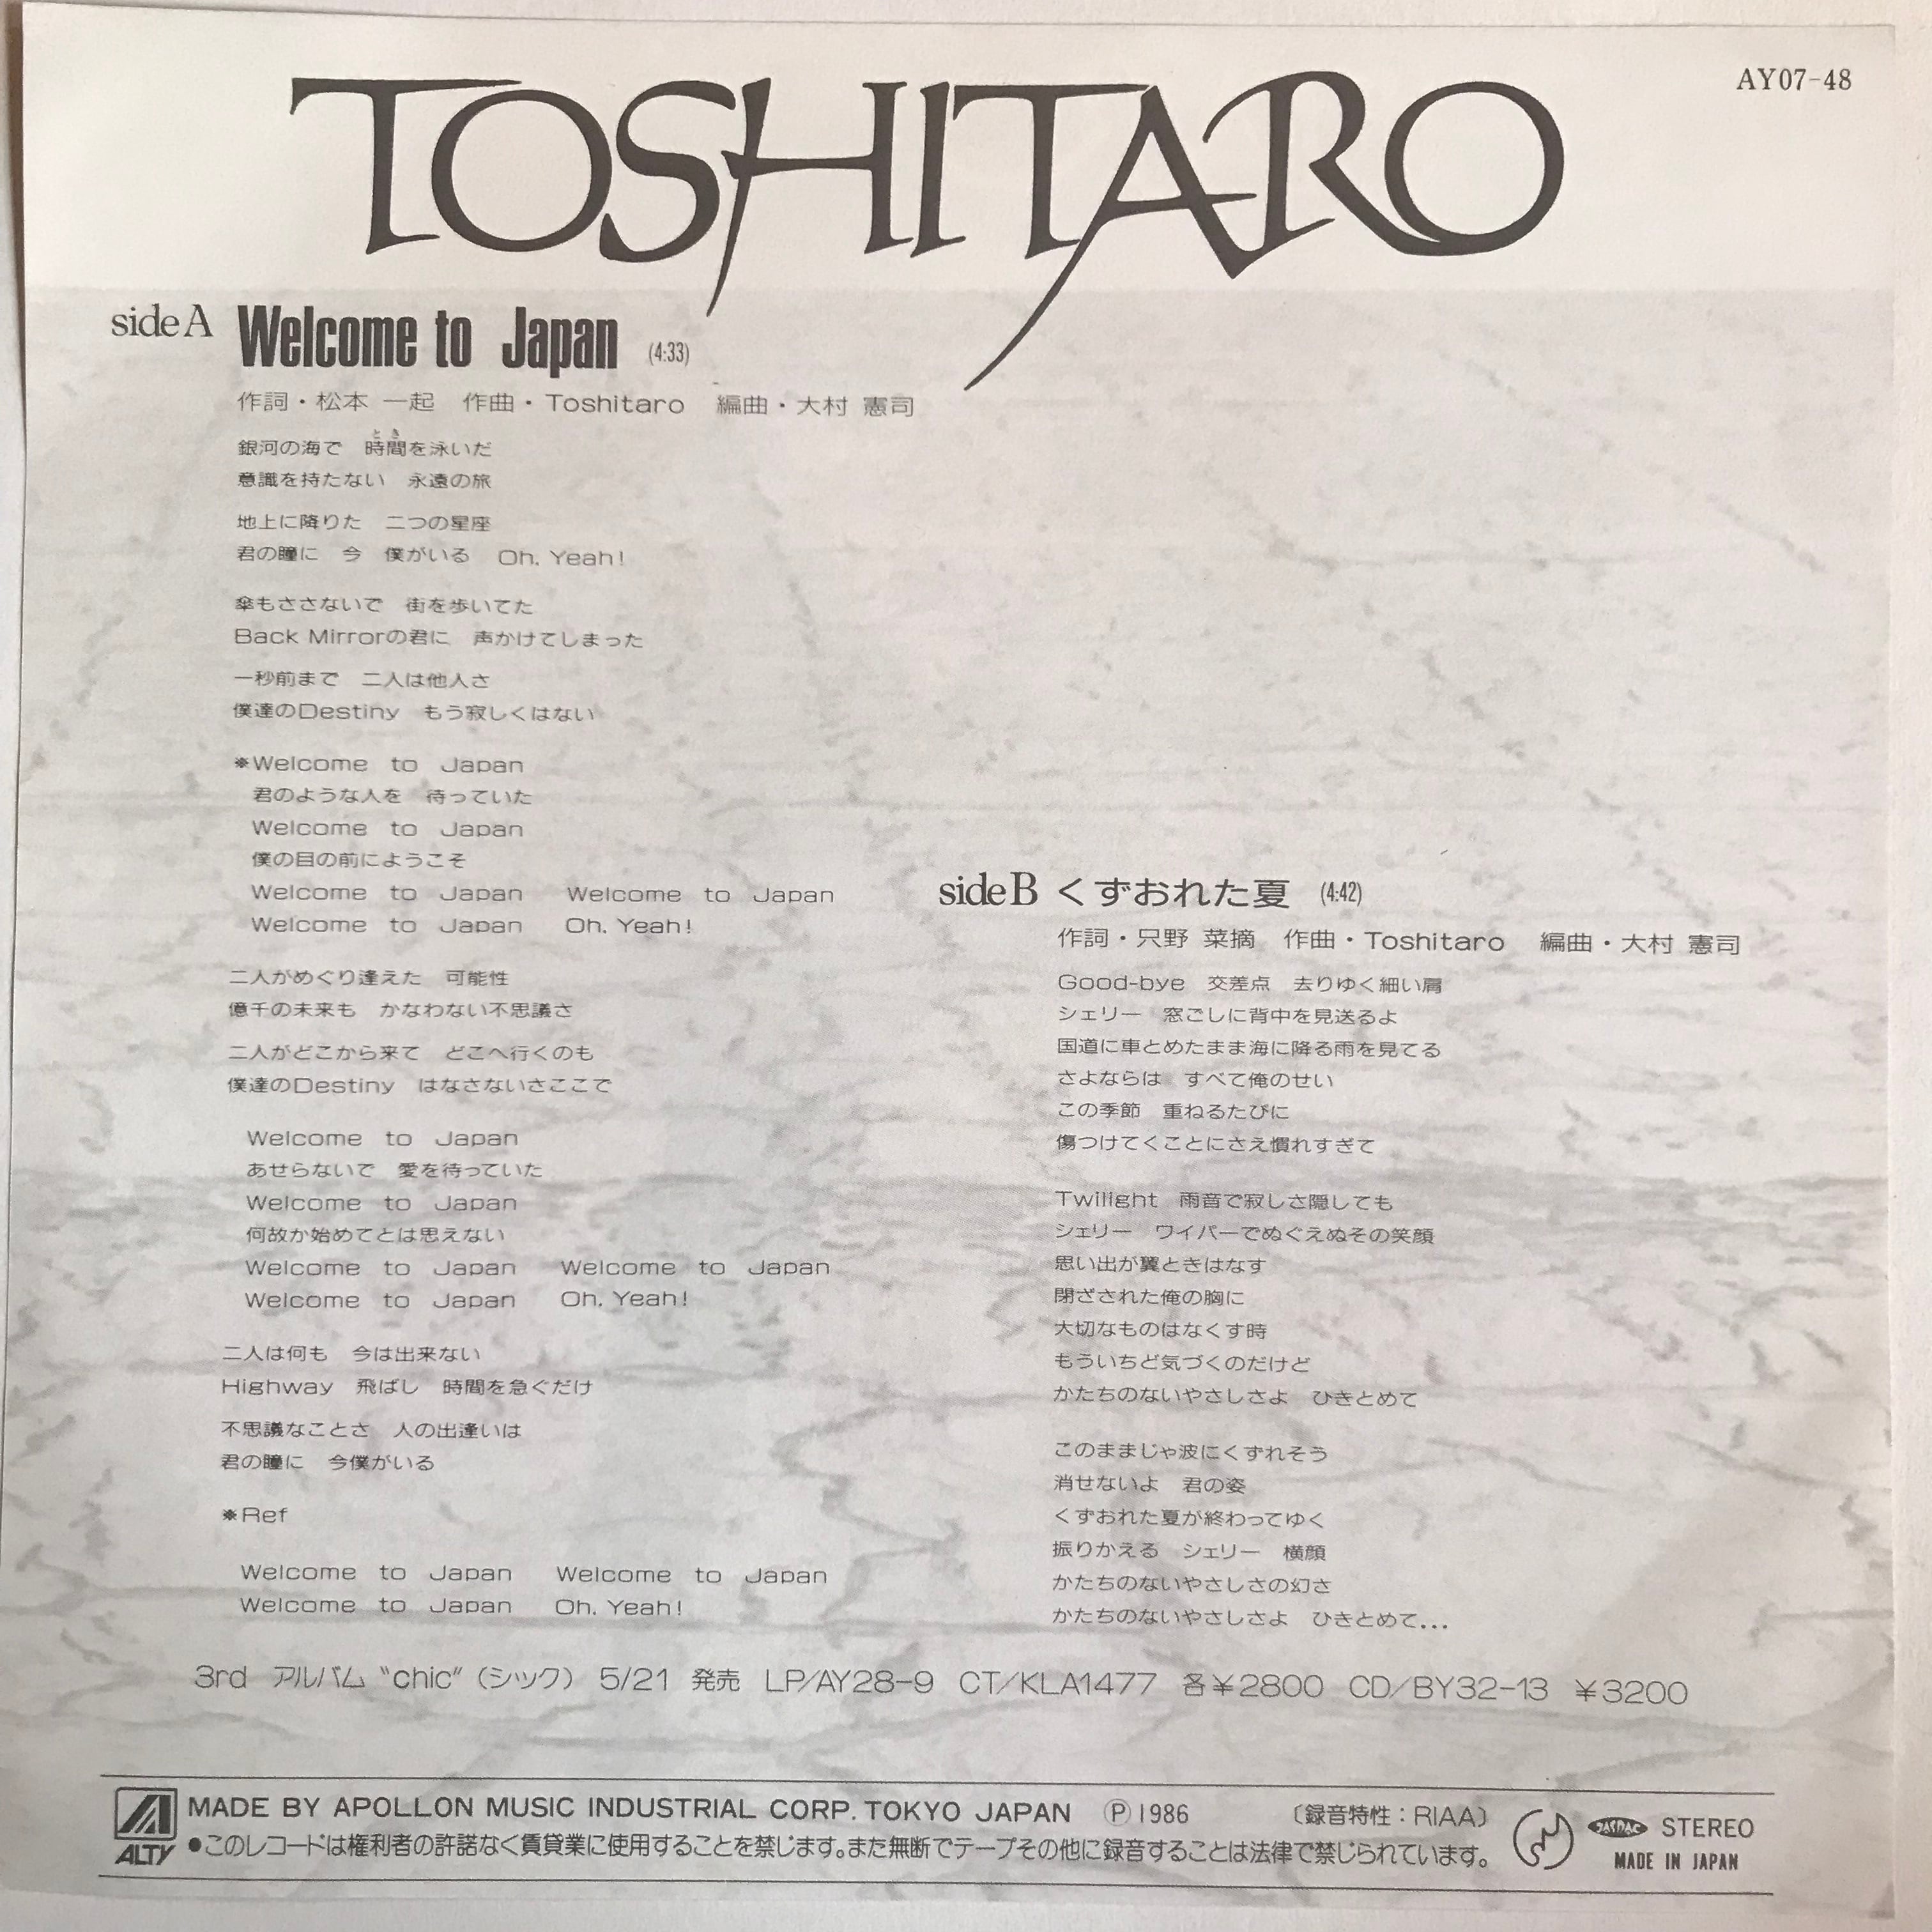 AY07-48
TOSHITARO
side A Welcome to Japan (4:33)
作詞・松本 一起 作曲・Toshitaro 編曲・大村 憲司
とき
銀河の海で 時間を泳いだ
意識を持たない 永遠の旅
地上に降りた 二つの星座
君の瞳に 今 僕がいる Oh, Yeah!
傘もささないで 街を歩いてた
Back Mirrorの君に 声かけてしまった
一秒前まで 二人は他人さ
僕達のDestiny もう寂しくはない
※Welcome to Japan
君のような人を 待っていた
Welcome to Japan
僕の目の前にようこそ
Welcome to Japan Welcome to Japan
Welcome to Japan Oh, Yeah!
二人がめぐり逢えた 可能性
億千の未来も かなわない不思議さ
二人がどこから来て どこへ行くのも
僕達のDestiny はなさないさここで
Welcome to Japan
あせらないで 愛を待っていた
Welcome to Japan
何故か始めてとは思えない
Welcome to Japan Welcome to Japan
Welcome to Japan Oh, Yeah!
二人は何も 今は出来ない
Highway 飛ばし 時間を急ぐだけ
不思議なことさ 人の出逢いは
君の瞳に 今僕がいる
※Ref
Welcome to Japan Welcome to Japan
Welcome to Japan Oh, Yeah!
side B くずおれた夏 (4:42)
作詞・只野 菜摘 作曲・Toshitaro 編曲・大村 憲司
Good-bye 交差点 去りゆく細い肩
シェリー 窓ごしに背中を見送るよ
国道に車とめたまま海に降る雨を見てる
さよならは すべて俺のせい
この季節 重ねるたびに
傷つけてくことにさえ慣れすぎて
Twilight 雨音で寂しさ隠しても
シェリー ワイパーでぬぐえぬその笑顔
思い出が翼ときはなす
閉ざされた俺の胸に
大切なものはなくす時
もういちど気づくのだけど
かたちのないやさしさよ ひきとめて
このままじゃ波にくずれそう
消せないよ 君の姿
くずおれた夏が終わってゆく
振りかえる シェリー 横顔
かたちのないやさしさの幻さ
かたちのないやさしさよ ひきとめて...
3rd アルバム “chic” (シック) 5/21 発売 LP/AY28-9 CT/KLA1477 各¥2800 CD/BY32-13 ¥3200
ALTY
MADE BY APOLLON MUSIC INDUSTRIAL CORP. TOKYO JAPAN Ⓟ1986 〔録音特性：RIAA〕
●このレコードは権利者の許諾なく賃貸業に使用することを禁じます。また無断でテープその他に録音することは法律で禁じられています。
JASRAC STEREO
MADE IN JAPAN